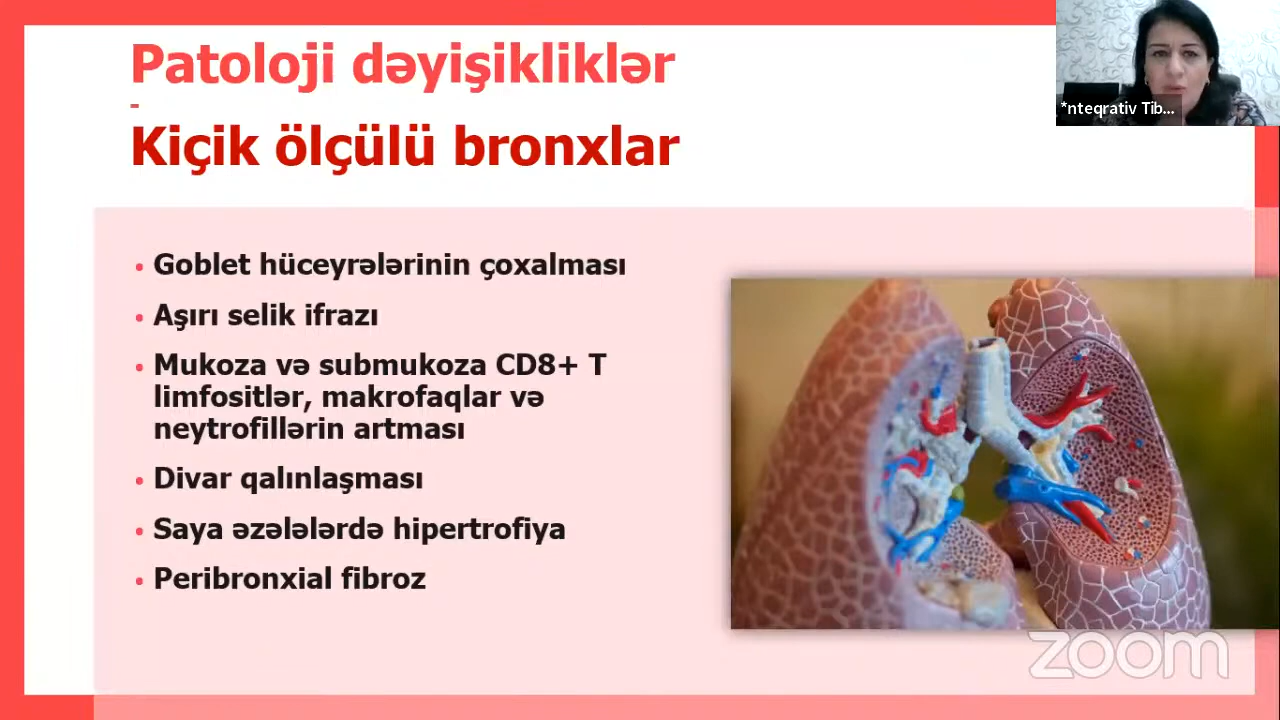 Patoloji dəyişikliklər
-
Kiçik ölçülü bronxlar
*nteqrativ Tib...
• Goblet hüceyrələrinin çoxalması
• Aşırı selik ifrazı
• Mukoza və submukoza CD8+ T
limfositlər, makrofaqlar və
neytrofillərin artması
• Divar qalınlaşması
• Saya əzələlərdə hipertrofiya
• Peribronxial fibroz
zoom